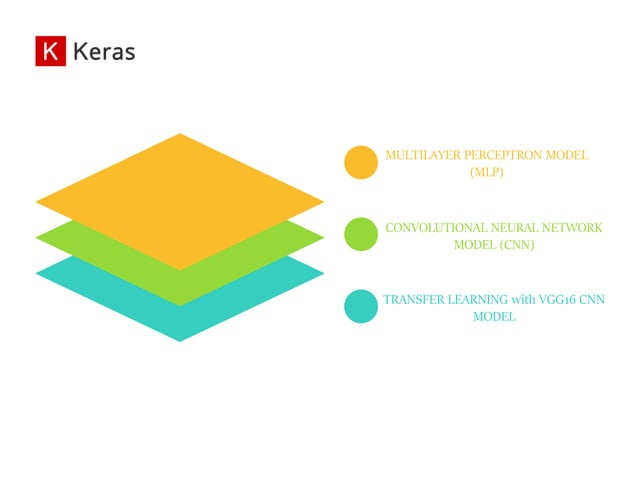 K Keras
MULTILAYER PERCEPTRON MODEL
(MLP)
CONVOLUTIONAL NEURAL NETWORK
MODEL (CNN)
TRANSFER LEARNING with VGG16 CNN
MODEL